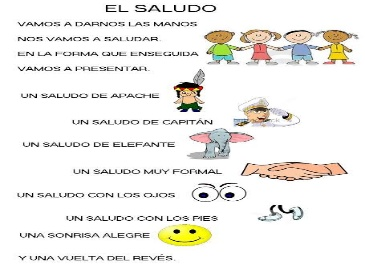 EL SALUDO
VAMOS A DARNOS LAS MANOS
NOS VAMOS A SALUDAR.
EN LA FORMA QUE ENSEGUIDA
VAMOS A PRESENTAR.
UN SALUDO DE APACHE
UN SALUDO DE CAPITÁN
UN SALUDO DE ELEFANTE
UN SALUDO MUY FORMAL
UN SALUDO CON LOS OJOS
UN SALUDO CON LOS PIES
UNA SONRISA ALEGRE
Y UNA VUELTA DEL REVÉS.